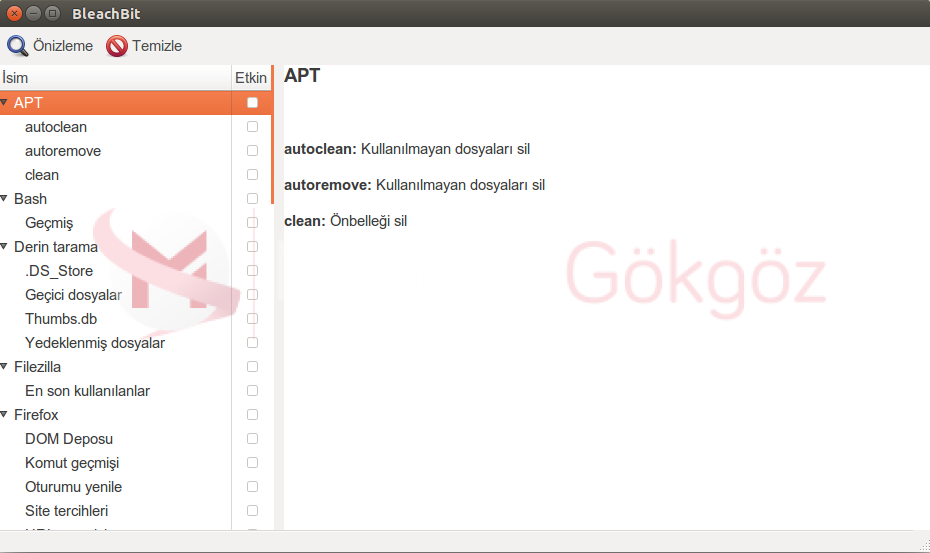 BleachBit
Önizleme Temizle
İsim Etkin
APT
autoclean
autoremove
clean
Bash
Geçmiş
Derin tarama
.DS_Store
Geçici dosyalar
Thumbs.db
Yedeklenmiş dosyalar
Filezilla
En son kullanılanlar
Firefox
DOM Deposu
Komut geçmişi
Oturumu yenile
Site tercihleri
APT
autoclean: Kullanılmayan dosyaları sil
autoremove: Kullanılmayan dosyaları sil
clean: Önbelleği sil
Gökgöz